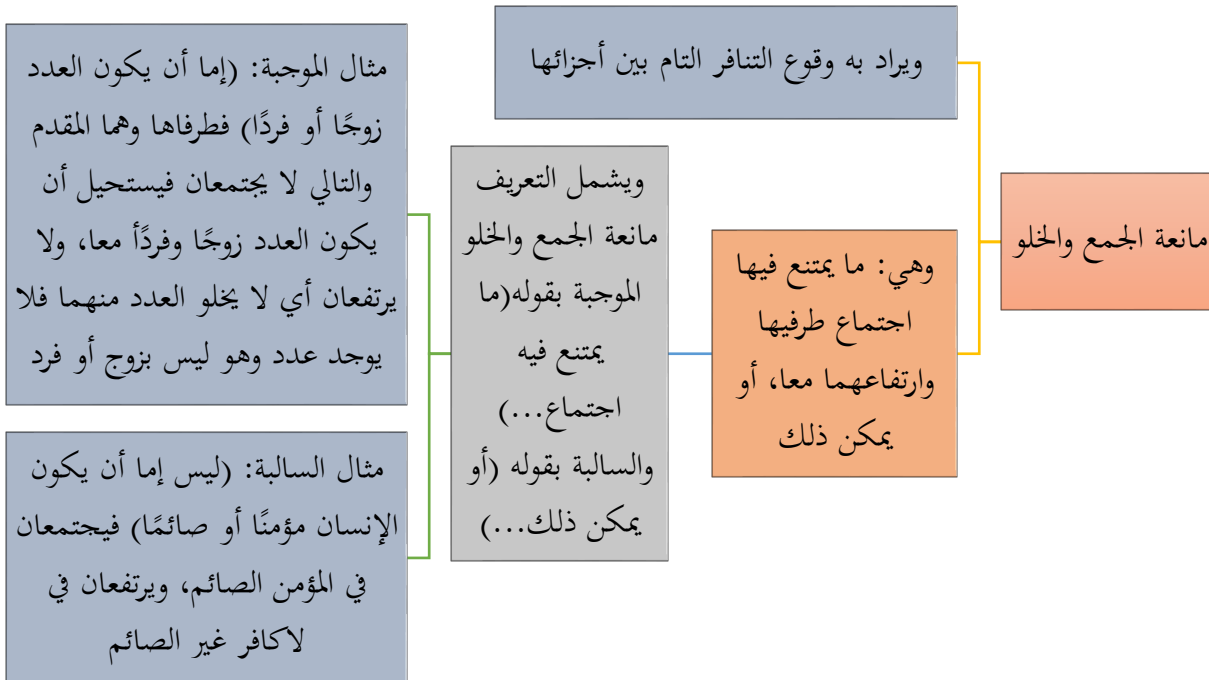 مانعة الجمع والخلو
ويراد به وقوع التنافر التام بين أجزائها
وهي: ما يمتنع فيها
اجتماع طرفيها
وارتفاعهما معا، أو
يمكن ذلك
ويشمل التعريف
مانعة الجمع والخلو
الموجبة بقوله(ما
يمتنع فيه
اجتماع...)
والسالبة بقوله (أو
يمكن ذلك...)
مثال الموجبة: (إما أن يكون العدد
زوجًا أو فردًا) فطرفاها وهما المقدم
والتالي لا يجتمعان فيستحيل أن
يكون العدد زوجًا وفردًأ معا، ولا
يرتفعان أي لا يخلو العدد منهما فلا
يوجد عدد وهو ليس بزوج أو فرد
مثال السالبة: (ليس إما أن يكون
الإنسان مؤمنًا أو صائمًا) فيجتمعان
في المؤمن الصائم، ويرتفعان في
لاكافر غير الصائم